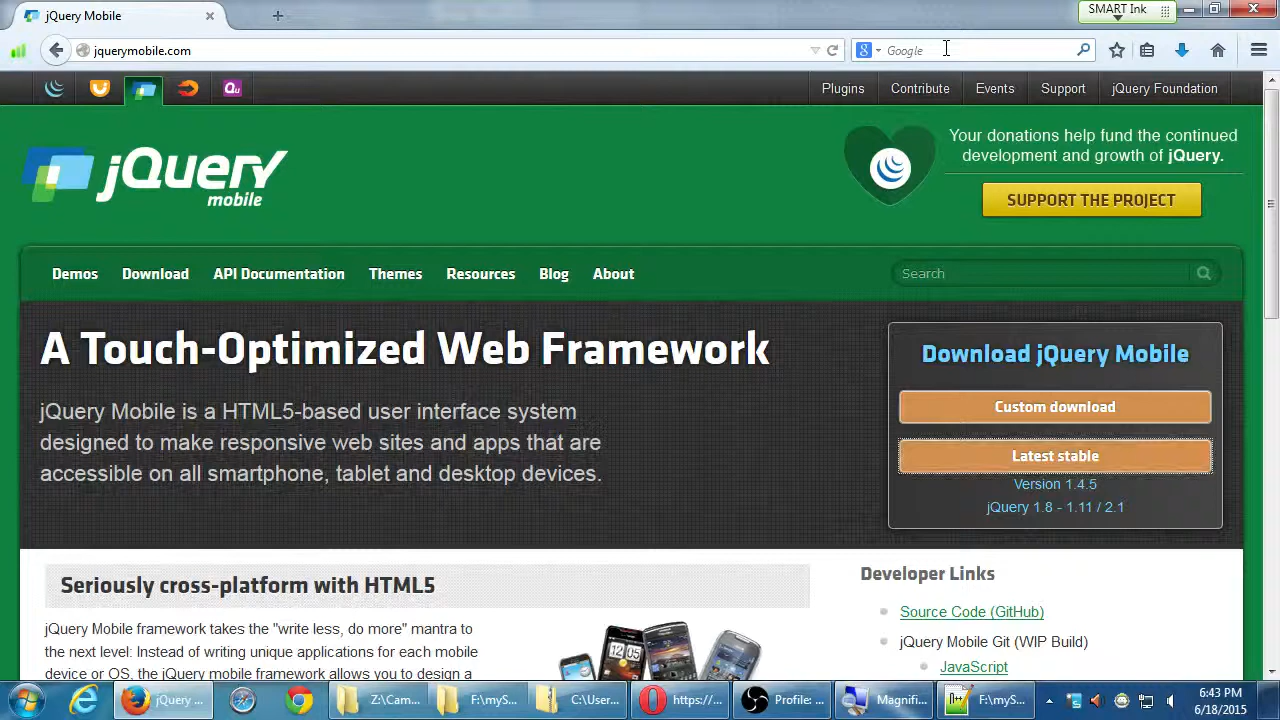 jQuery Mobile
SMART Ink
jquerymobile.com
Google
Plugins
Contribute
Events
Support
jQuery Foundation
jQuery
mobile
Your donations help fund the continued
development and growth of jQuery.
SUPPORT THE PROJECT
Demos
Download
API Documentation
Themes
Resources
Blog
About
Search
A Touch-Optimized Web Framework
jQuery Mobile is a HTML5-based user interface system
designed to make responsive web sites and apps that are
accessible on all smartphone, tablet and desktop devices.
Download jQuery Mobile
Custom download
Latest stable
Version 1.4.5
jQuery 1.8 - 1.11 / 2.1
Seriously cross-platform with HTML5
jQuery Mobile framework takes the "write less, do more" mantra to
the next level: Instead of writing unique applications for each mobile
device or OS, the jQuery mobile framework allows you to design a
12:05
Developer Links
Source Code (GitHub)
jQuery Mobile Git (WIP Build)
JavaScript
jQuery ...
Z:\Cam...
F:\myS...
C:\User...
https:/...
Profile: ...
Magnifi...
F:\myS...
6:43 PM
6/18/2015